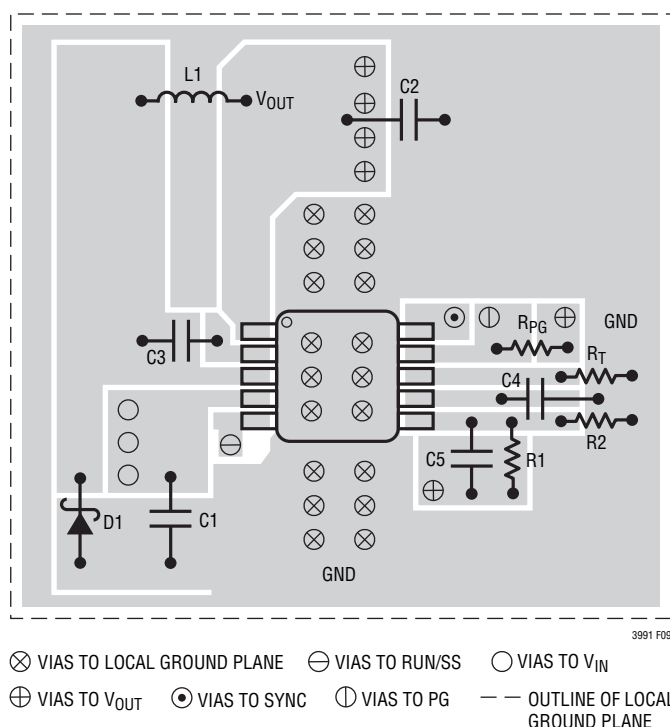 L1
VOUT
C2
C3
RPG
GND
RT
C4
R2
C5
R1
D1
C1
GND
3991 F09
VIAS TO LOCAL GROUND PLANE
VIAS TO RUN/SS
VIAS TO VIN
VIAS TO VOUT
VIAS TO SYNC
VIAS TO PG
OUTLINE OF LOCAL
GROUND PLANE